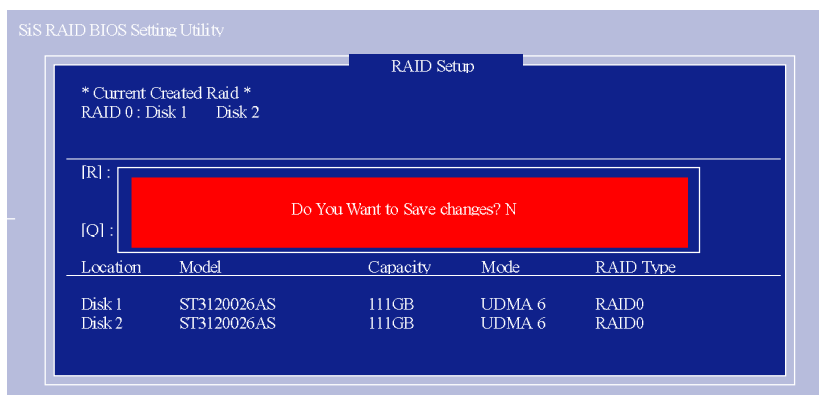 SiS RAID BIOS Setting Utility
RAID Setup
* Current Created Raid *
RAID 0 : Disk 1 Disk 2
[R] :
Do You Want to Save changes? N
[Q] :
Location Model Capacity Mode RAID Type
Disk 1 ST3120026AS 111GB UDMA 6 RAID0
Disk 2 ST3120026AS 111GB UDMA 6 RAID0